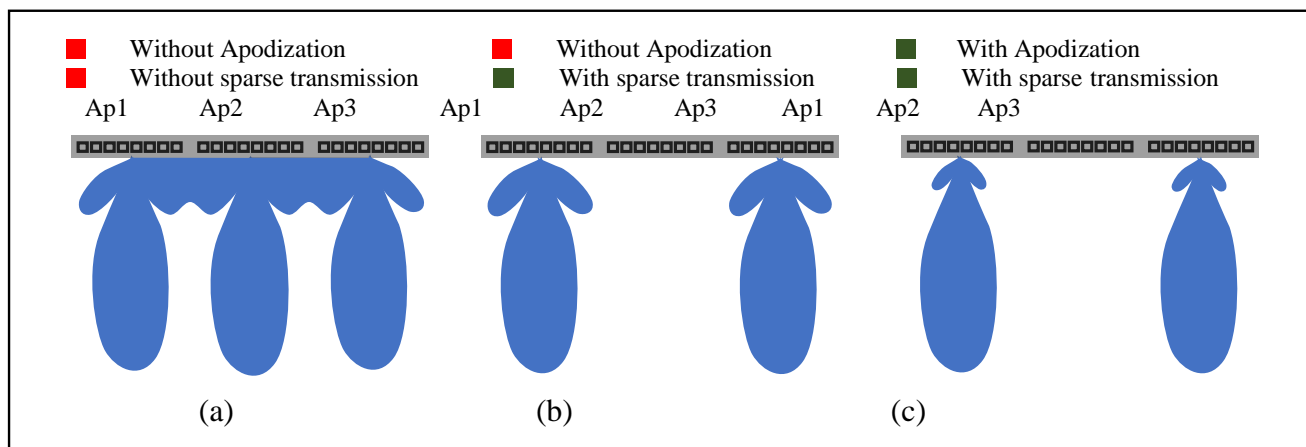 Without Apodization Without Apodization With Apodization
Without sparse transmission With sparse transmission With sparse transmission
Ap1 Ap2 Ap3 Ap1 Ap2 Ap3 Ap1 Ap2 Ap3
(a) (b) (c)